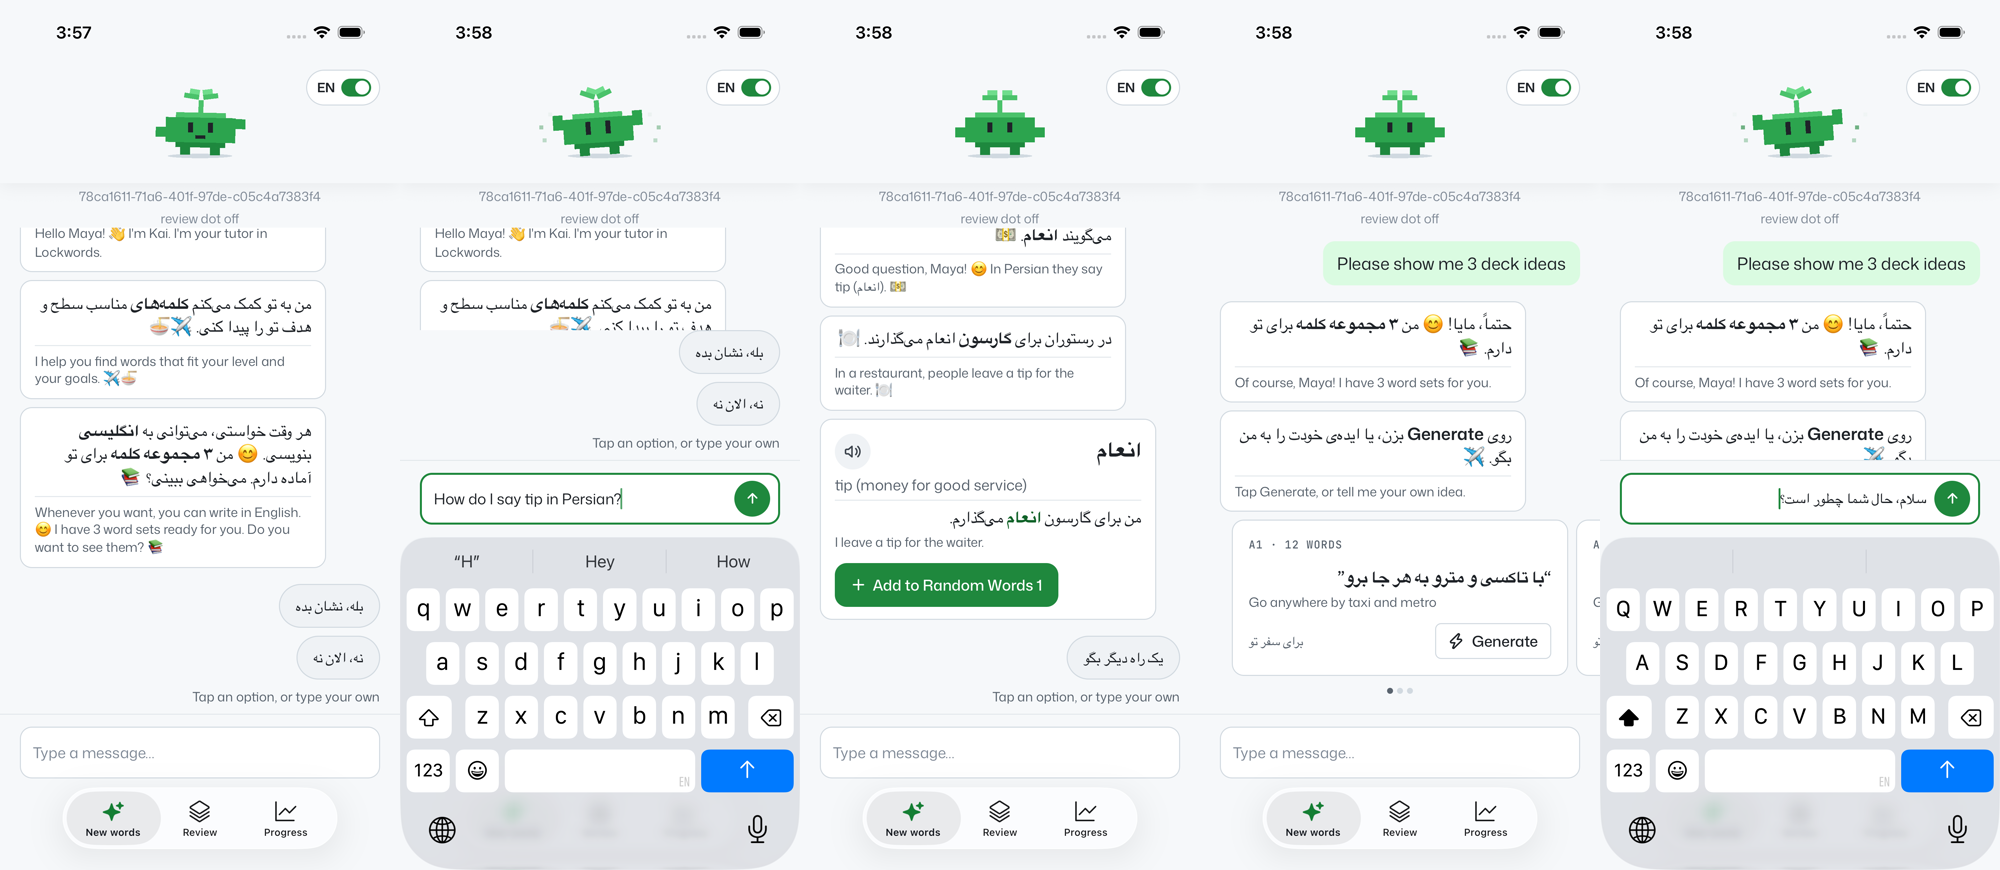 3:57
EN
78ca1611-71a6-401f-97de-c05c4a7383f4
review dot off
Hello Maya! 👋 I'm Kai. I'm your tutor in
Lockwords.
من به تو کمک می‌کنم کلمه‌های مناسب سطح و
هدف تو را پیدا کنی. ✈️🍜
I help you find words that fit your level and
your goals. ✈️🍜
هر وقت خواستی، می‌توانی به انگلیسی
بنویسی. 😊 من ۳ مجموعه کلمه برای تو
آماده دارم. می‌خواهی ببینی؟ 📚
Whenever you want, you can write in English.
😊 I have 3 word sets ready for you. Do you
want to see them? 📚
بله، نشان بده
نه، الان نه
Tap an option, or type your own
Type a message...
New words
Review
Progress
3:58
EN
78ca1611-71a6-401f-97de-c05c4a7383f4
review dot off
Hello Maya! 👋 I'm Kai. I'm your tutor in
Lockwords.
من به تو کمک می‌کنم کلمه‌های مناسب سطح و
هدف تو را پیدا کنی. ✈️🍜
بله، نشان بده
نه، الان نه
Tap an option, or type your own
How do I say tip in Persian?
“H”
Hey
How
q w e r t y u i o p
a s d f g h j k l
z x c v b n m
123
EN
3:58
EN
78ca1611-71a6-401f-97de-c05c4a7383f4
review dot off
می‌گویند انعام. 💵
Good question, Maya! 😊 In Persian they say
tip (انعام). 💵
در رستوران برای گارسون انعام می‌گذارند. 🍽️
In a restaurant, people leave a tip for the
waiter. 🍽️
انعام
tip (money for good service)
من برای گارسون انعام می‌گذارم.
I leave a tip for the waiter.
+ Add to Random Words 1
یک راه دیگر بگو
Tap an option, or type your own
Type a message...
New words
Review
Progress
3:58
EN
78ca1611-71a6-401f-97de-c05c4a7383f4
review dot off
Please show me 3 deck ideas
حتماً، مایا! 😊 من ۳ مجموعه کلمه برای تو
دارم. 📚
Of course, Maya! I have 3 word sets for you.
روی Generate بزن، یا ایده‌ی خودت را به من
بگو. ✈️
Tap Generate, or tell me your own idea.
A1 · 12 WORDS
“با تاکسی و مترو به هر جا برو”
Go anywhere by taxi and metro
برای سفر تو
Generate
Type a message...
New words
Review
Progress
3:58
EN
78ca1611-71a6-401f-97de-c05c4a7383f4
review dot off
Please show me 3 deck ideas
حتماً، مایا! 😊 من ۳ مجموعه کلمه برای تو
دارم. 📚
Of course, Maya! I have 3 word sets for you.
روی Generate بزن، یا ایده‌ی خودت را به من
بگو. ✈️
سلام، حال شما چطور است؟
Q W E R T Y U I O P
A S D F G H J K L
Z X C V B N M
123
EN